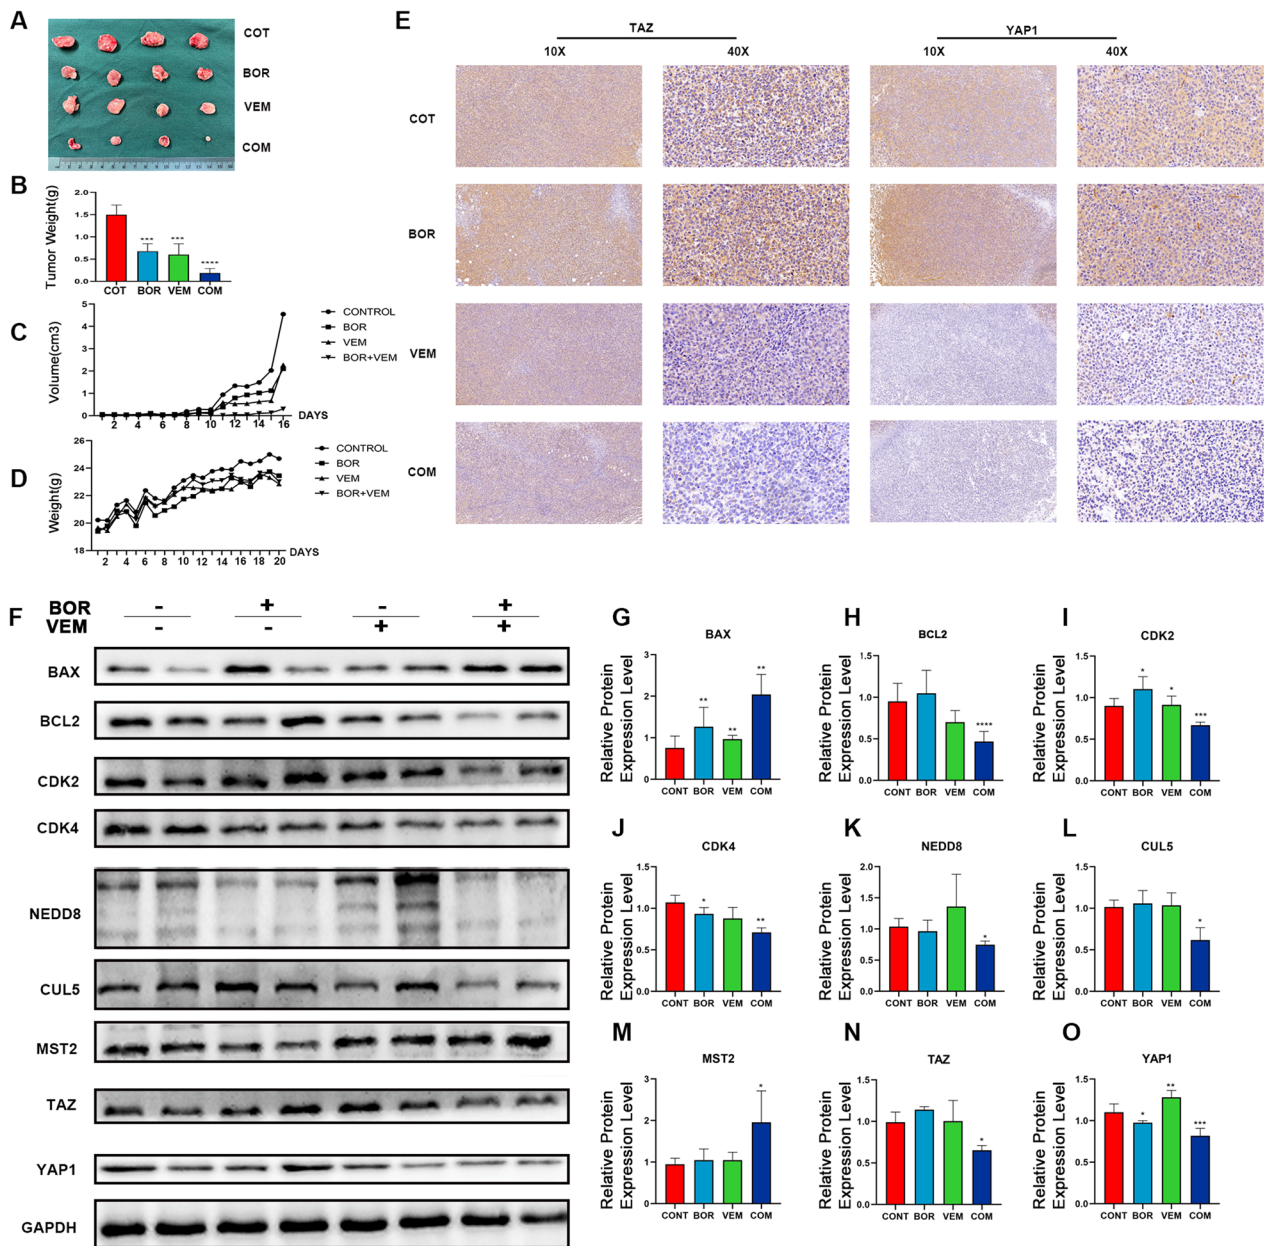 A
COT
BOR
VEM
COM
B
Tumor Weight(g)
2.0
1.5
1.0
0.5
0.0
*** *** ****
COT BOR VEM COM
C
Volume(cm3)
5
4
3
2
1
0
2 4 6 8 10 12 14 16
DAYS
CONTROL
BOR
VEM
BOR+VEM
D
Weight(g)
26
24
22
20
18
2 4 6 8 10 12 14 16 18 20
DAYS
CONTROL
BOR
VEM
BOR+VEM
E
TAZ YAP1
10X 40X 10X 40X
COT
BOR
VEM
COM
F
BOR - + - +
VEM - - + +
BAX
BCL2
CDK2
CDK4
NEDD8
CUL5
MST2
TAZ
YAP1
GAPDH
G
BAX
Relative Protein
Expression Level
3
2
1
0
** ** **
CONT BOR VEM COM
H
BCL2
Relative Protein
Expression Level
1.5
1.0
0.5
0.0
****
CONT BOR VEM COM
I
CDK2
Relative Protein
Expression Level
1.5
1.0
0.5
0.0
* * ***
CONT BOR VEM COM
J
CDK4
Relative Protein
Expression Level
1.5
1.0
0.5
0.0
* **
CONT BOR VEM COM
K
NEDD8
Relative Protein
Expression Level
2.0
1.5
1.0
0.5
0.0
*
CONT BOR VEM COM
L
CUL5
Relative Protein
Expression Level
1.5
1.0
0.5
0.0
*
CONT BOR VEM COM
M
MST2
Relative Protein
Expression Level
3
2
1
0
*
CONT BOR VEM COM
N
TAZ
Relative Protein
Expression Level
1.5
1.0
0.5
0.0
*
CONT BOR VEM COM
O
YAP1
Relative Protein
Expression Level
1.5
1.0
0.5
0.0
* ** ***
CONT BOR VEM COM